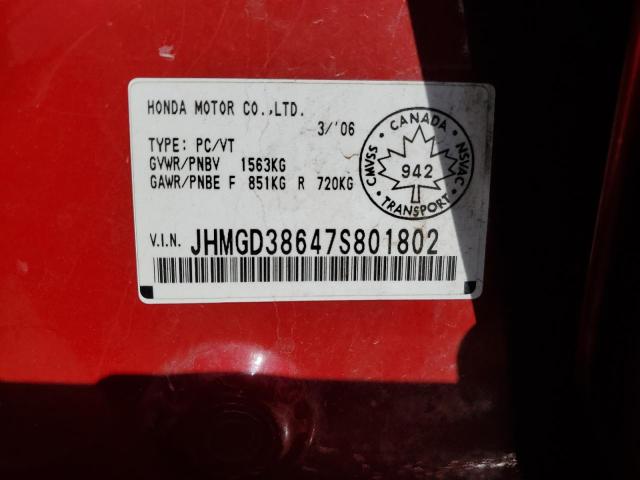 HONDA MOTOR CO.,LTD.
3/'06
TYPE: PC/VT
GVWR/PNBV 1563KG
GAWR/PNBE F 851KG R 720KG
CANADA
CMVSS 942 NSVAC
TRANSPORT
V.I.N. JHMGD38647S801802